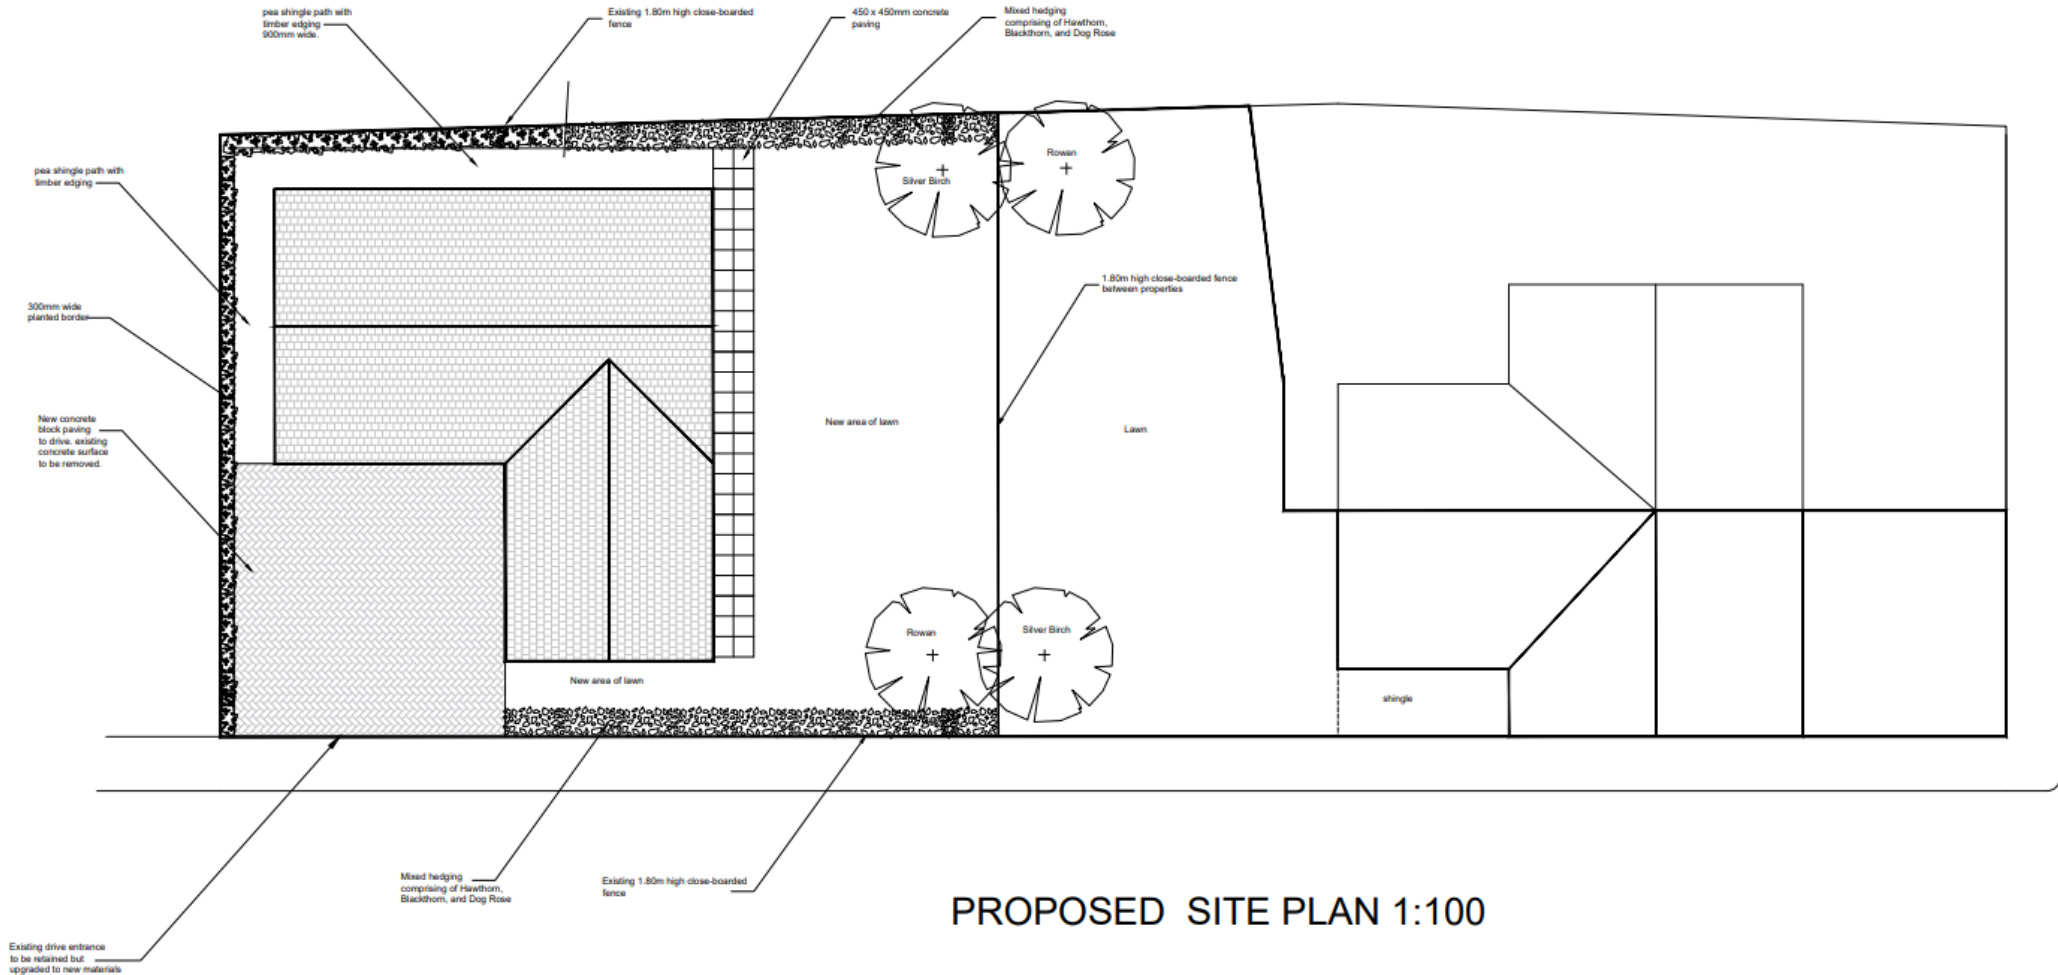 pea shingle path with
timber edging
900mm wide.
Existing 1.80m high close-boarded
fence
450 x 450mm concrete
paving
Mixed hedging
comprising of Hawthorn,
Blackthorn, and Dog Rose
Rowan
Silver Birch
pea shingle path with
timber edging
1.80m high close-boarded fence
between properties
300mm wide
planted border
New concrete
block paving
to drive. existing
concrete surface
to be removed.
New area of lawn
Lawn
Rowan
Silver Birch
New area of lawn
shingle
Mixed hedging
comprising of Hawthorn,
Blackthorn, and Dog Rose
Existing 1.80m high close-boarded
fence
PROPOSED SITE PLAN 1:100
Existing drive entrance
to be retained but
upgraded to new materials